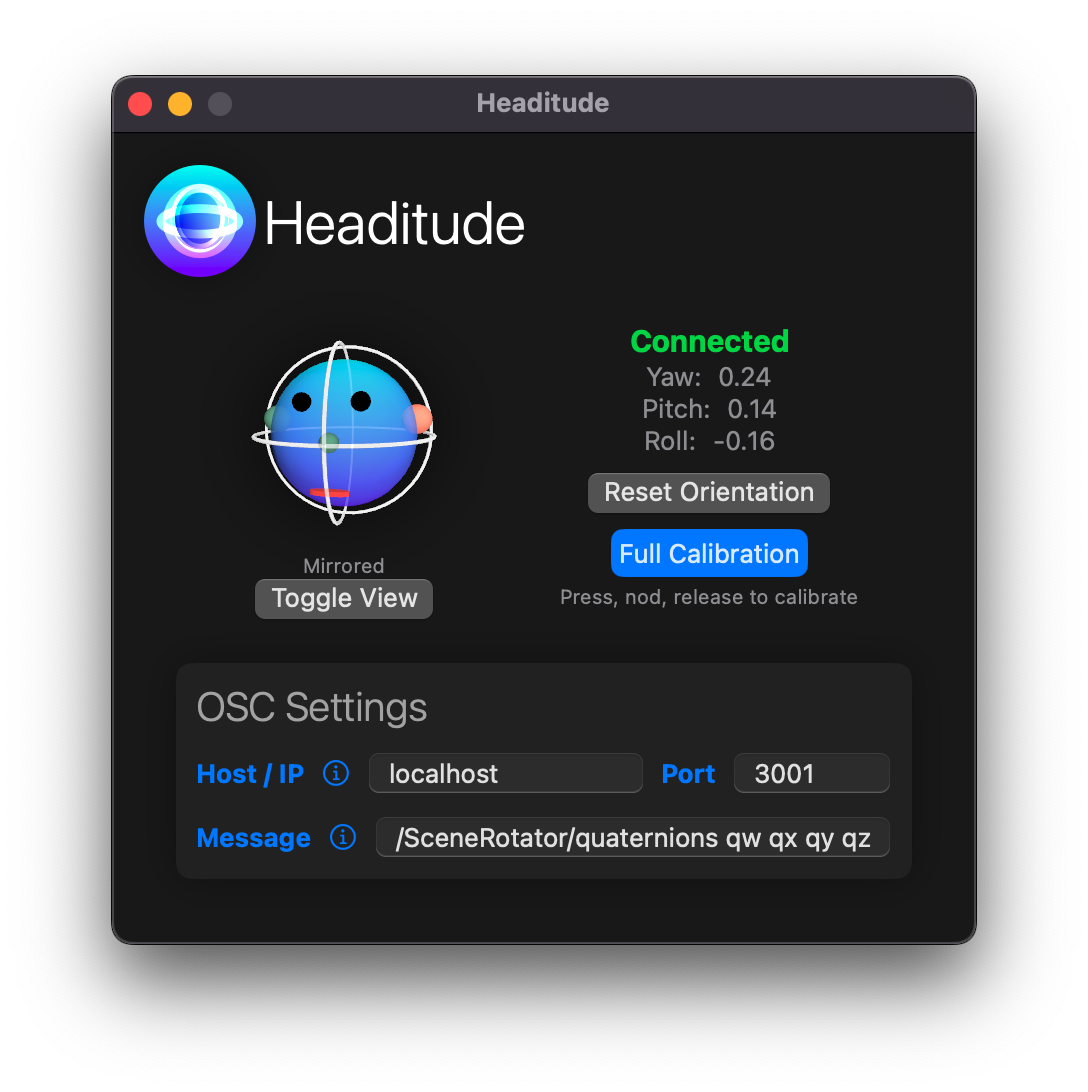 Headitude
Headitude
Connected
Yaw: 0.24
Pitch: 0.14
Roll: -0.16
Reset Orientation
Full Calibration
Press, nod, release to calibrate
Mirrored
Toggle View
OSC Settings
Host / IP localhost Port 3001
Message /SceneRotator/quaternions qw qx qy qz